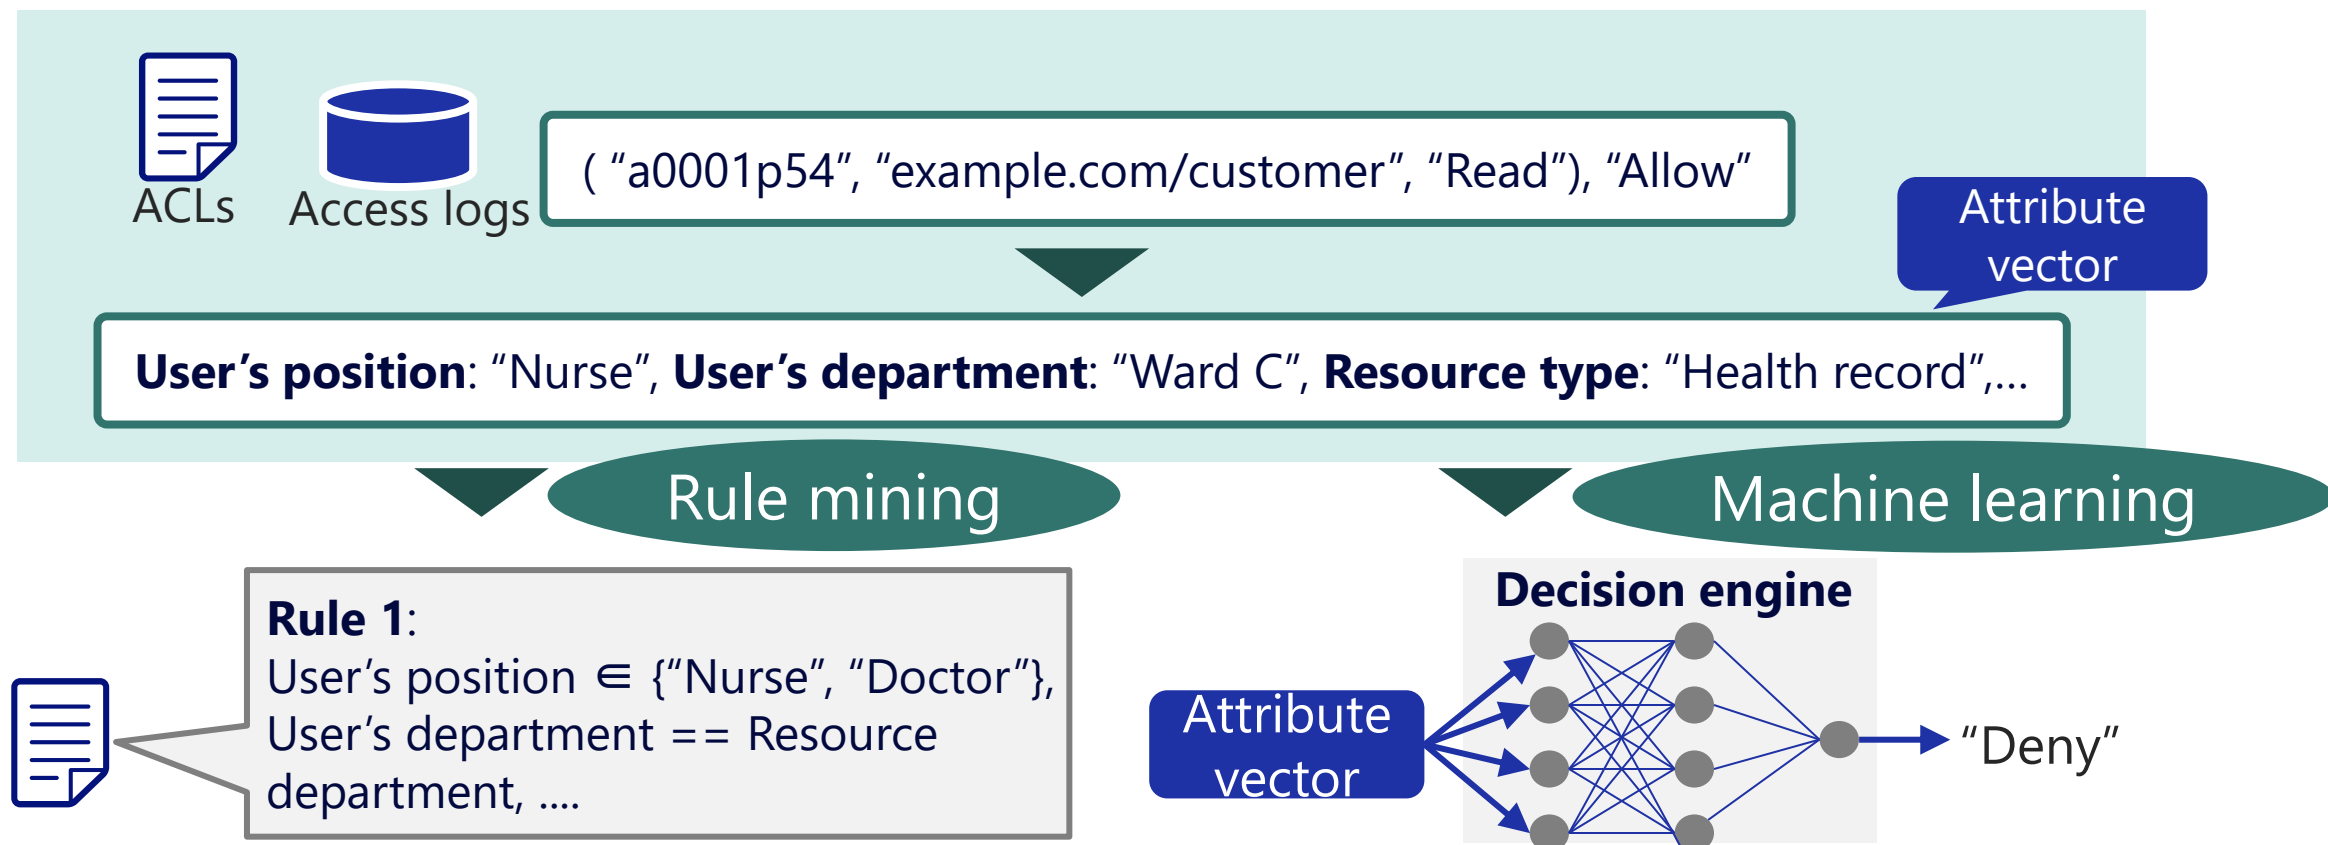 ACLs
Access logs
( “a0001p54”, “example.com/customer”, “Read”), “Allow”
Attribute
vector
User’s position: “Nurse”, User’s department: “Ward C”, Resource type: “Health record”,...
Rule mining
Machine learning
Rule 1:
User’s position ∈ {“Nurse”, “Doctor”},
User’s department == Resource
department, ....
Decision engine
Attribute
vector
“Deny”